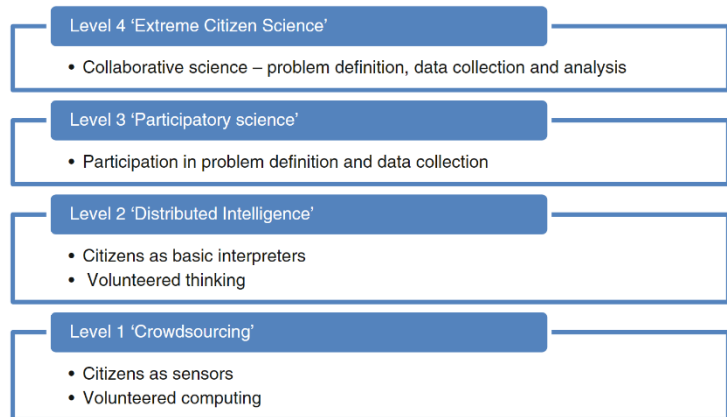 Level 4 ‘Extreme Citizen Science’
• Collaborative science – problem definition, data collection and analysis
Level 3 ‘Participatory science’
• Participation in problem definition and data collection
Level 2 ‘Distributed Intelligence’
• Citizens as basic interpreters
• Volunteered thinking
Level 1 ‘Crowdsourcing’
• Citizens as sensors
• Volunteered computing